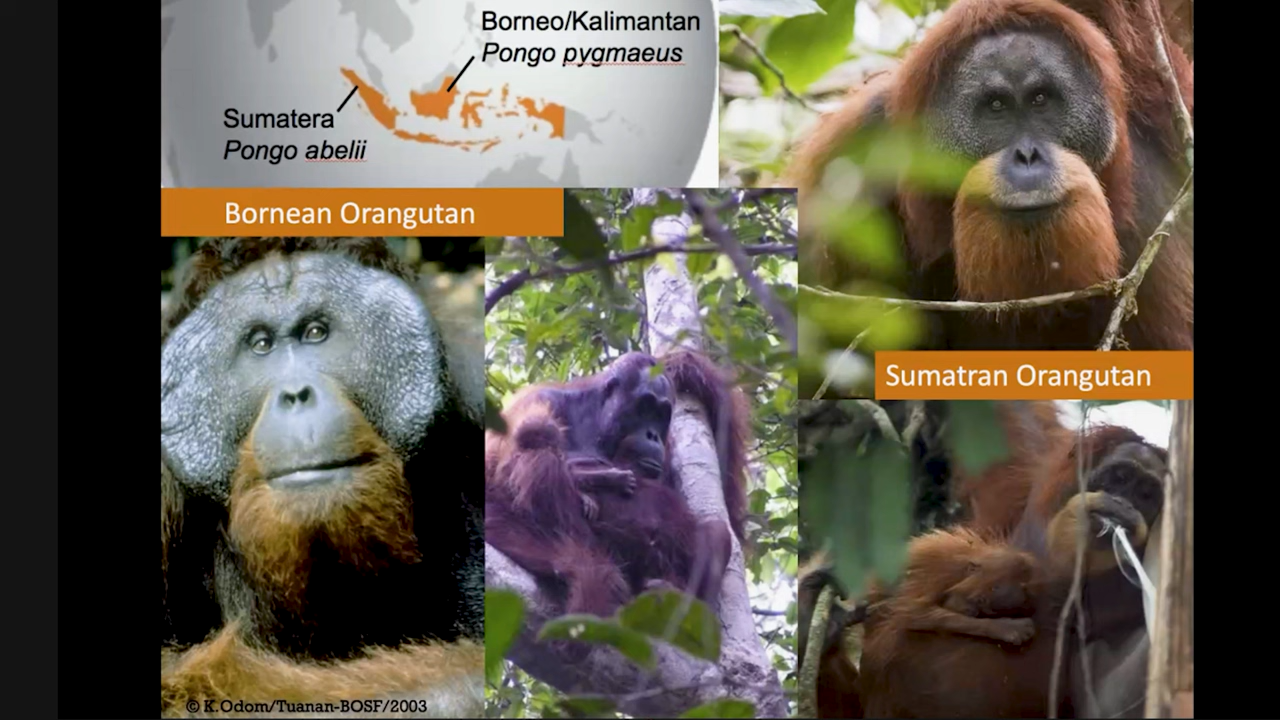 Borneo/Kalimantan
Pongo pygmaeus
Sumatera
Pongo abelii
Bornean Orangutan
Sumatran Orangutan
© K.Odom/Tuanan-BOSF/2003